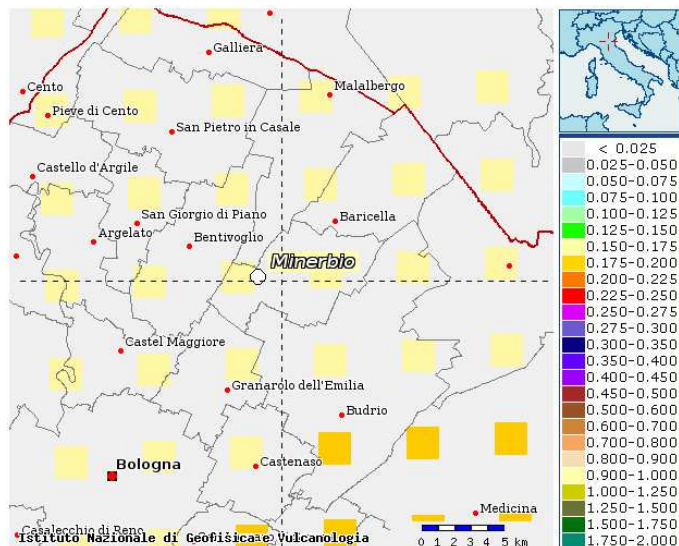 Galliera
Cento
Malalbergo
Pieve di Cento
San Pietro in Casale
Castello d'Argile
San Giorgio di Piano
Baricella
Argelato
Bentivoglio
Minerbio
Castel Maggiore
Granarolo dell'Emilia
Budrio
Bologna
Castenaso
Medicina
Casalecchio di Reno
Istituto Nazionale di Geofisica e Vulcanologia
0 1 2 3 4 5 km
< 0.025
0.025-0.050
0.050-0.075
0.075-0.100
0.100-0.125
0.125-0.150
0.150-0.175
0.175-0.200
0.200-0.225
0.225-0.250
0.250-0.275
0.275-0.300
0.300-0.350
0.350-0.400
0.400-0.450
0.450-0.500
0.500-0.600
0.600-0.700
0.700-0.800
0.800-0.900
0.900-1.000
1.000-1.250
1.250-1.500
1.500-1.750
1.750-2.000